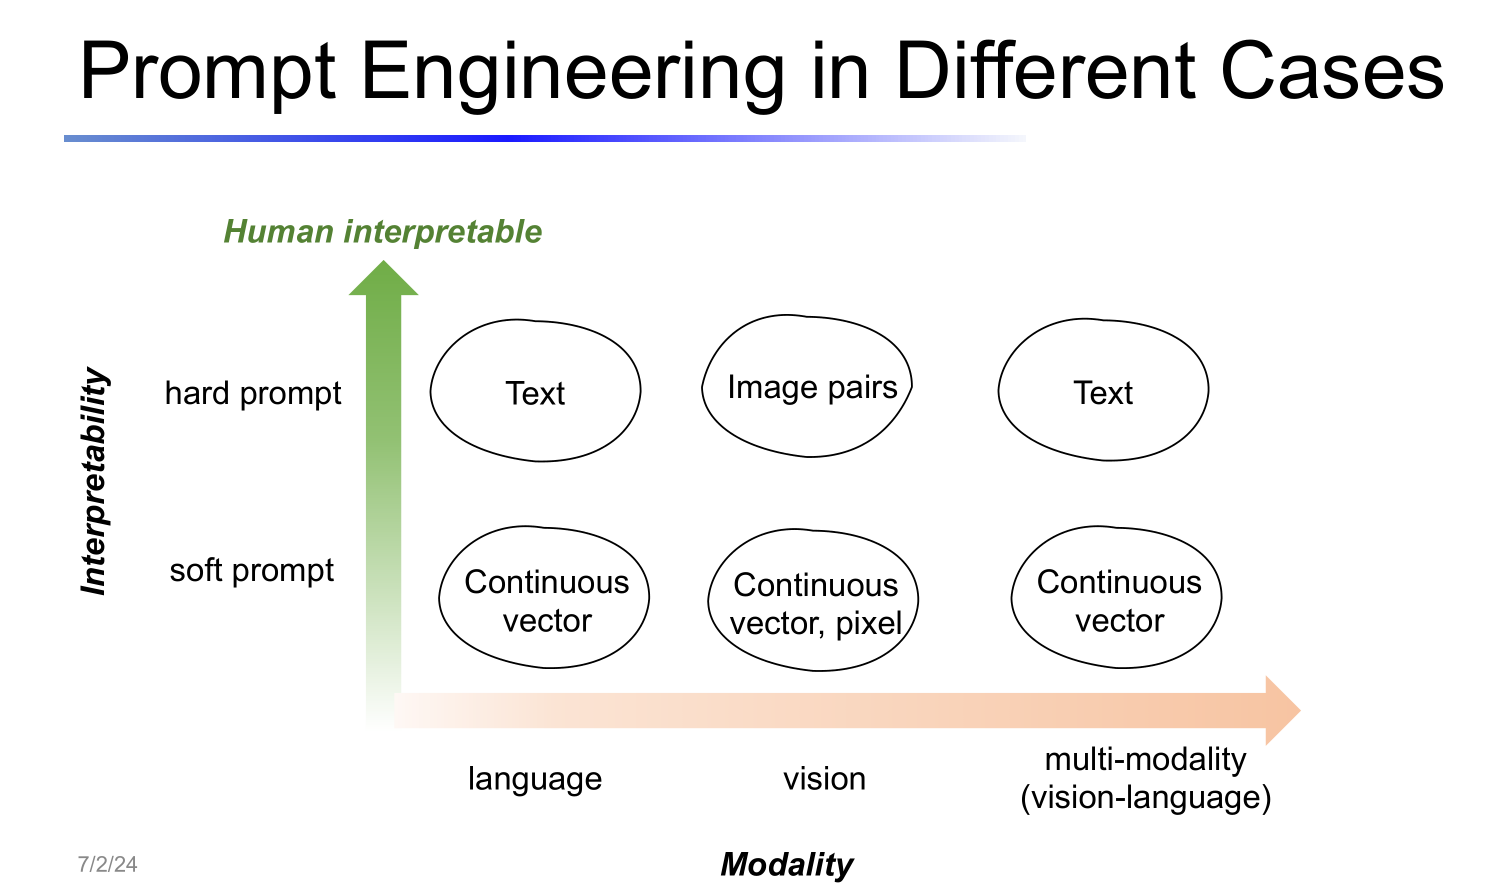 Prompt Engineering in Different Cases
Human interpretable
Interpretability
hard prompt
Text
Image pairs
Text
soft prompt
Continuous
vector
Continuous
vector, pixel
Continuous
vector
language
vision
multi-modality
(vision-language)
Modality
7/2/24